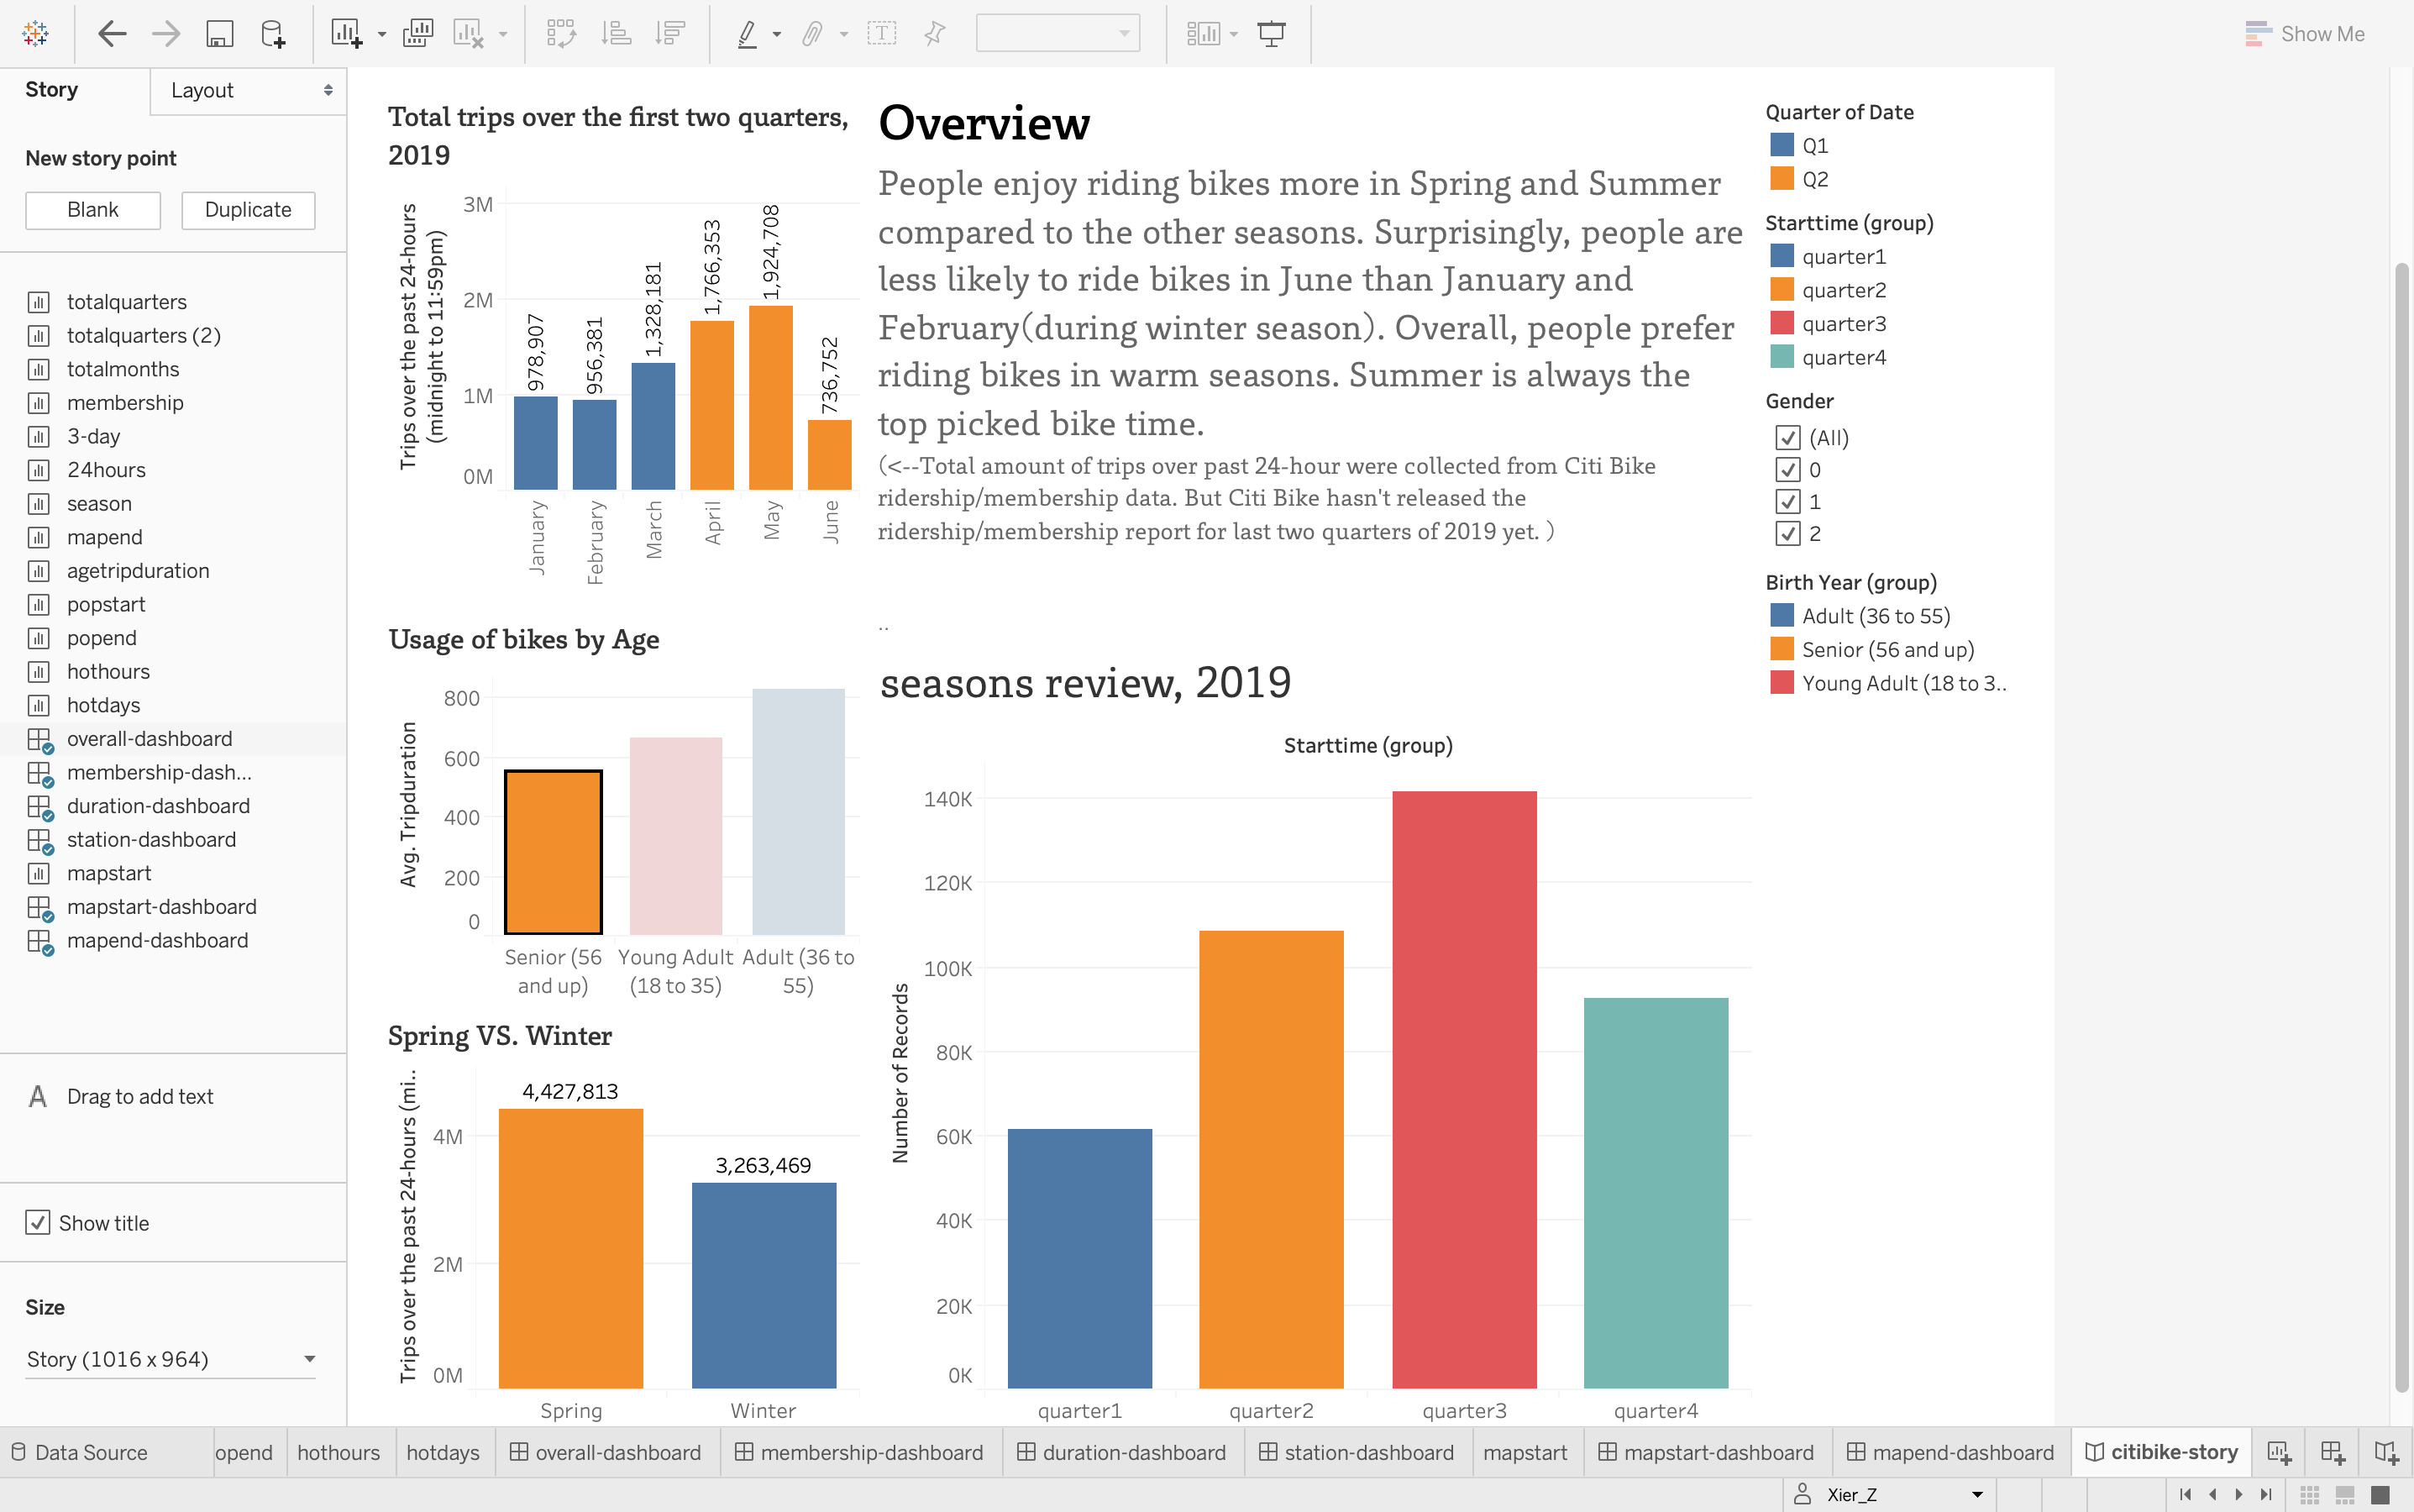 Show Me
Story
Layout
New story point
Blank
Duplicate
totalquarters
totalquarters (2)
totalmonths
membership
3-day
24hours
season
mapend
agetripduration
popstart
popend
hothours
hotdays
overall-dashboard
membership-dash...
duration-dashboard
station-dashboard
mapstart
mapstart-dashboard
mapend-dashboard
A Drag to add text
Show title
Size
Story (1016 x 964)
Total trips over the first two quarters,
2019
Trips over the past 24-hours
(midnight to 11:59pm)
3M
2M
1M
0M
978,907
956,381
1,328,181
1,766,353
1,924,708
736,752
January
February
March
April
May
June
Overview
People enjoy riding bikes more in Spring and Summer
compared to the other seasons. Surprisingly, people are
less likely to ride bikes in June than January and
February(during winter season). Overall, people prefer
riding bikes in warm seasons. Summer is always the
top picked bike time.
(<--Total amount of trips over past 24-hour were collected from Citi Bike
ridership/membership data. But Citi Bike hasn't released the
ridership/membership report for last two quarters of 2019 yet. )
..
Usage of bikes by Age
Avg. Tripduration
800
600
400
200
0
Senior (56
and up)
Young Adult
(18 to 35)
Adult (36 to
55)
Spring VS. Winter
Trips over the past 24-hours (mi..
4M
2M
0M
4,427,813
3,263,469
Spring
Winter
seasons review, 2019
Starttime (group)
Number of Records
140K
120K
100K
80K
60K
40K
20K
0K
quarter1
quarter2
quarter3
quarter4
Quarter of Date
Q1
Q2
Starttime (group)
quarter1
quarter2
quarter3
quarter4
Gender
(All)
0
1
2
Birth Year (group)
Adult (36 to 55)
Senior (56 and up)
Young Adult (18 to 3..
Data Source
opend
hothours
hotdays
overall-dashboard
membership-dashboard
duration-dashboard
station-dashboard
mapstart
mapstart-dashboard
mapend-dashboard
citibike-story
Xier_Z